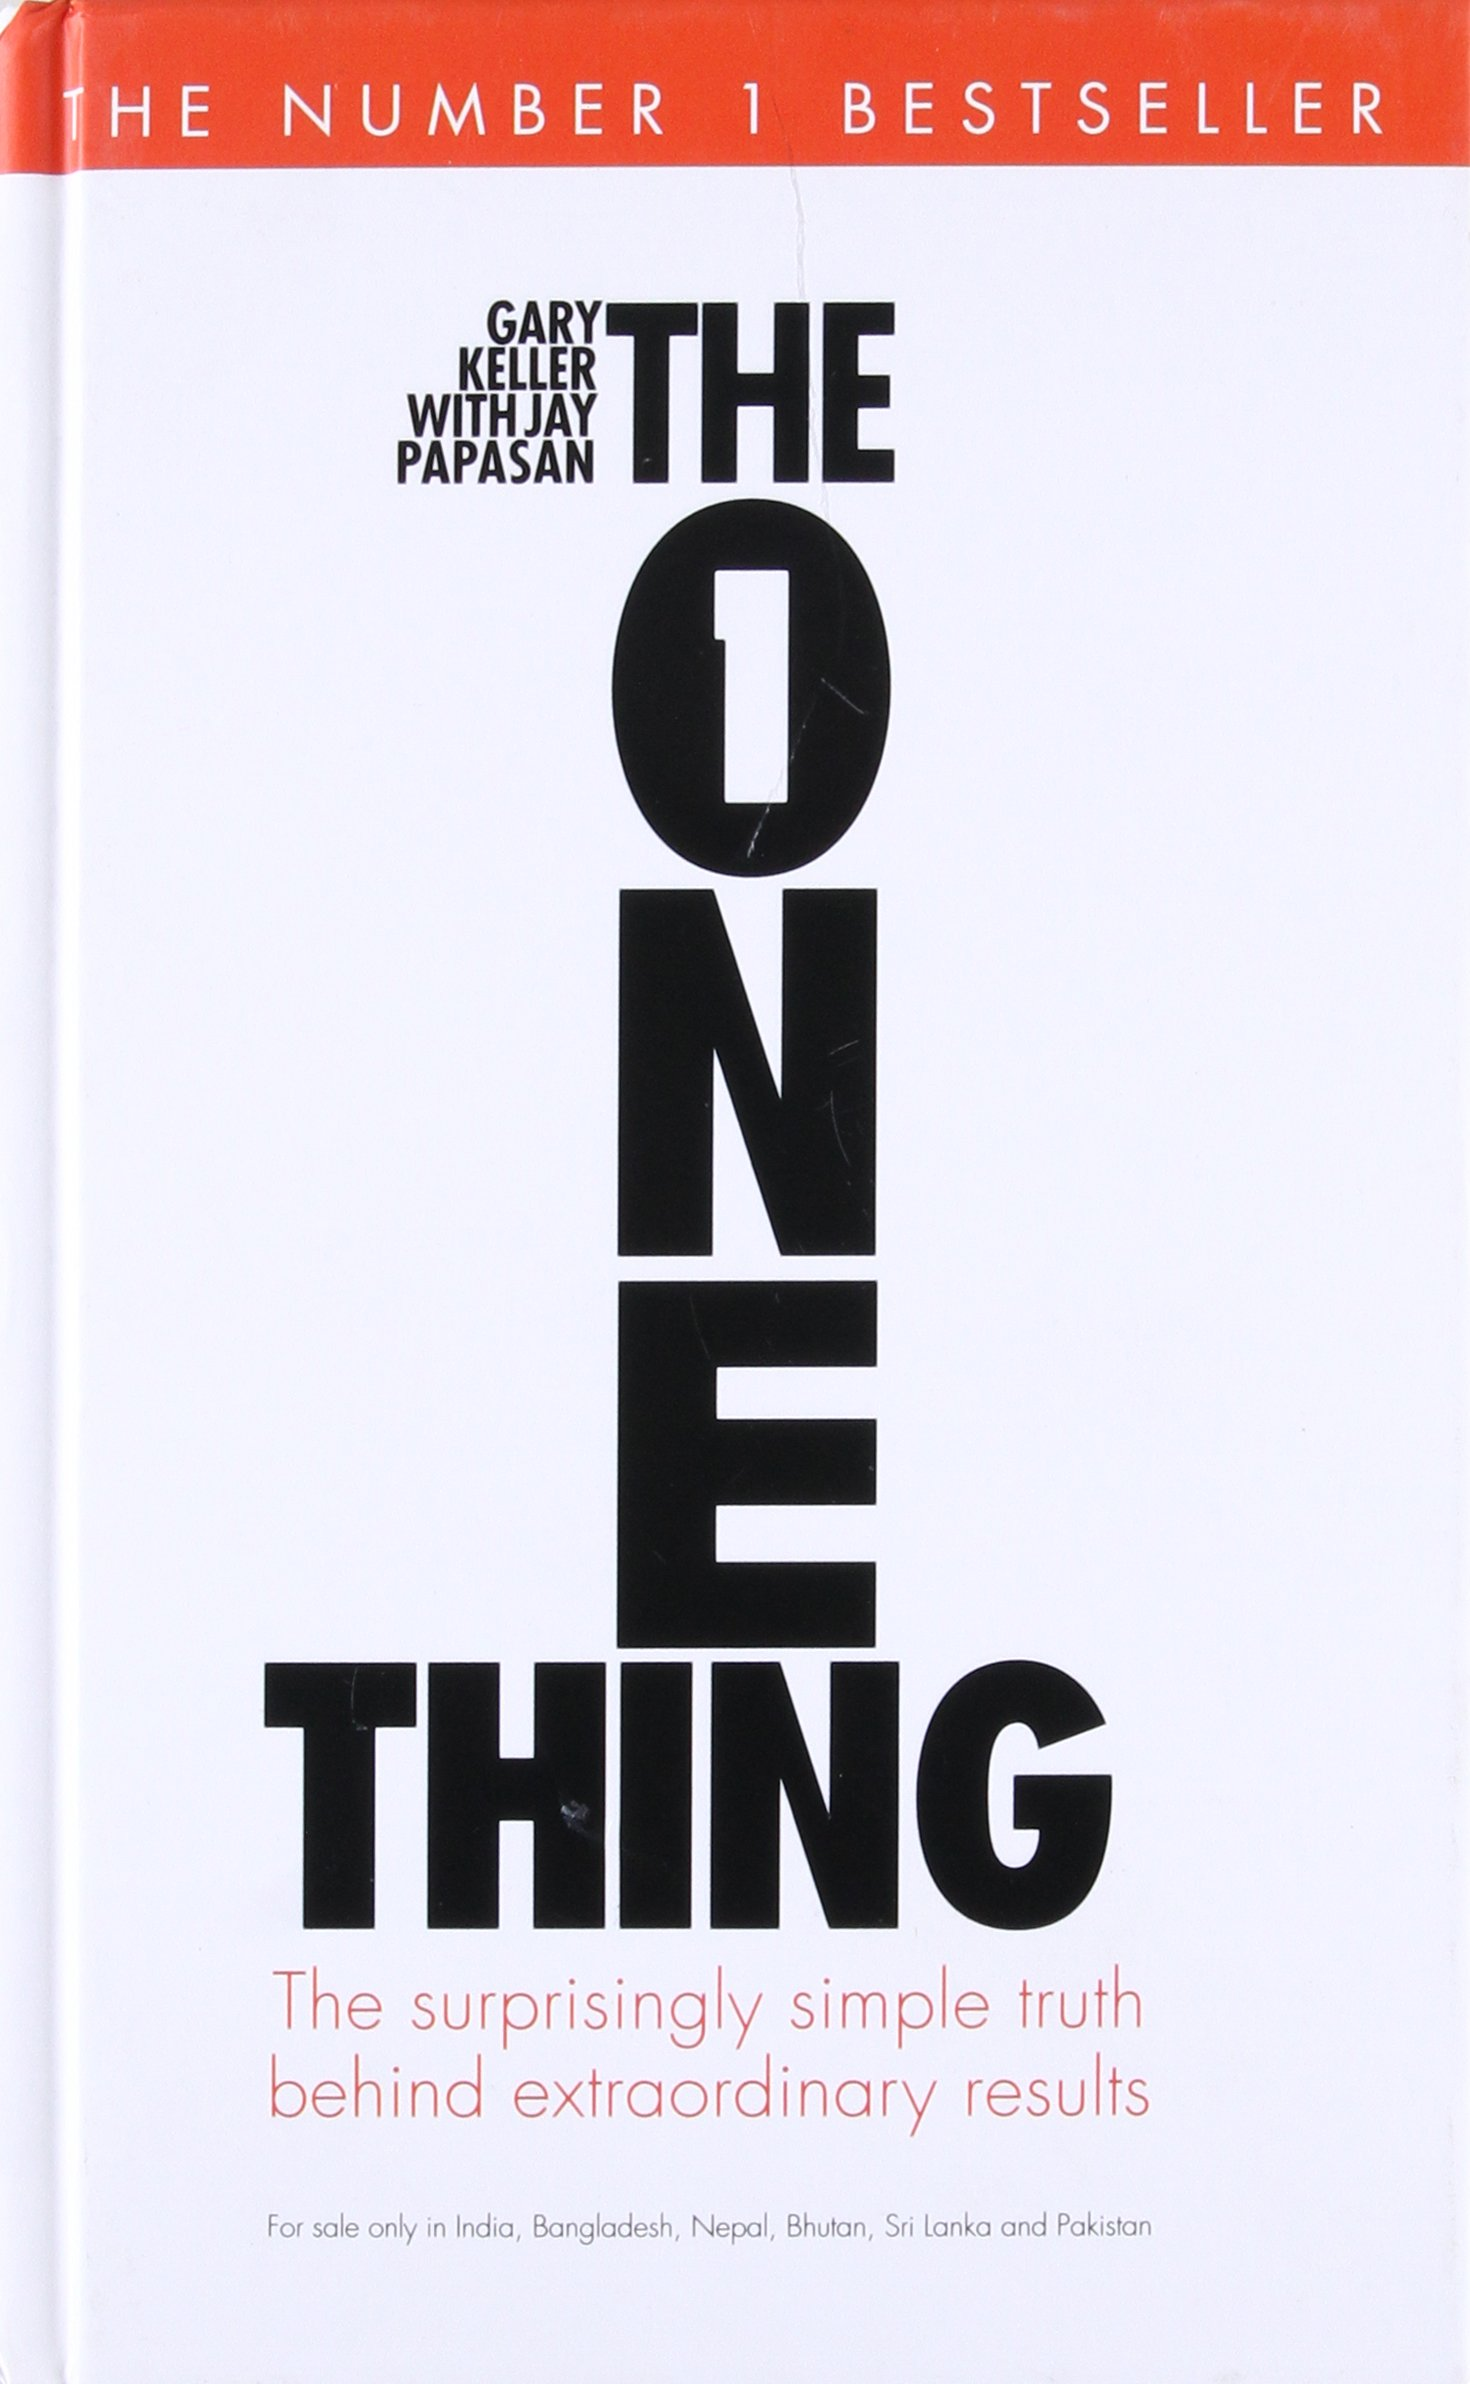 THE NUMBER 1 BESTSELLER
GARY
KELLER
WITH JAY
PAPASAN
THE
O
1
N
E
THING
The surprisingly simple truth
behind extraordinary results
For sale only in India, Bangladesh, Nepal, Bhutan, Sri Lanka and Pakistan